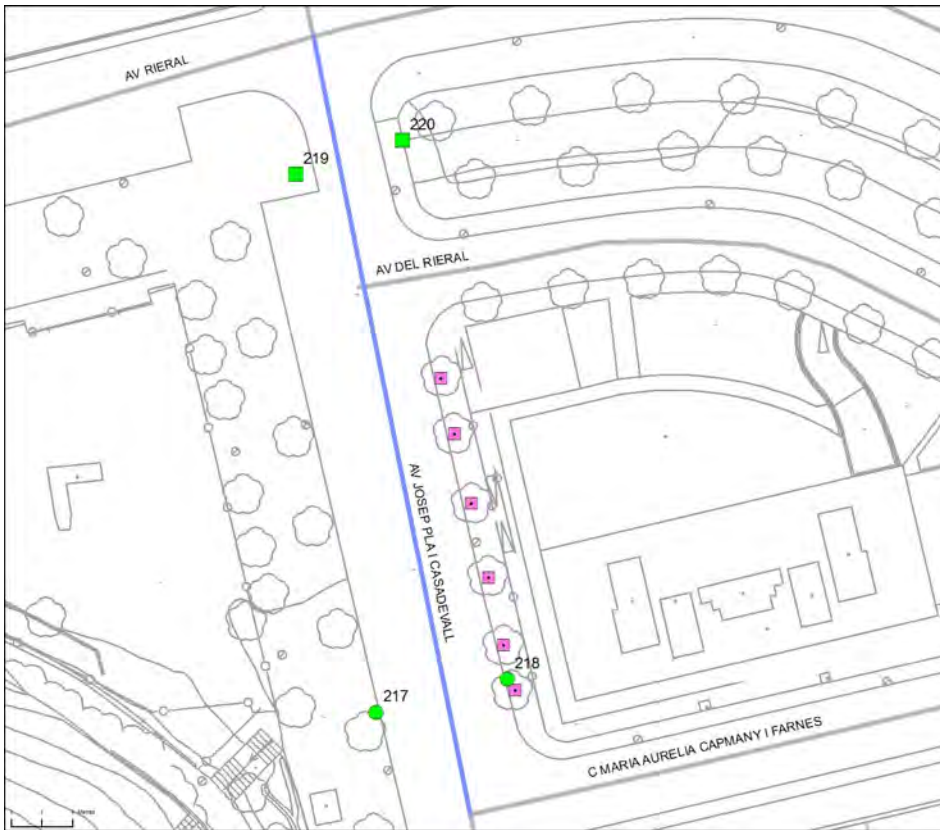 AV RIERAL
220
219
AV DEL RIERAL
AV JOSEP PLA I CASADEVALL
218
217
C MARIA AURELIA CAPMANY I FARNES